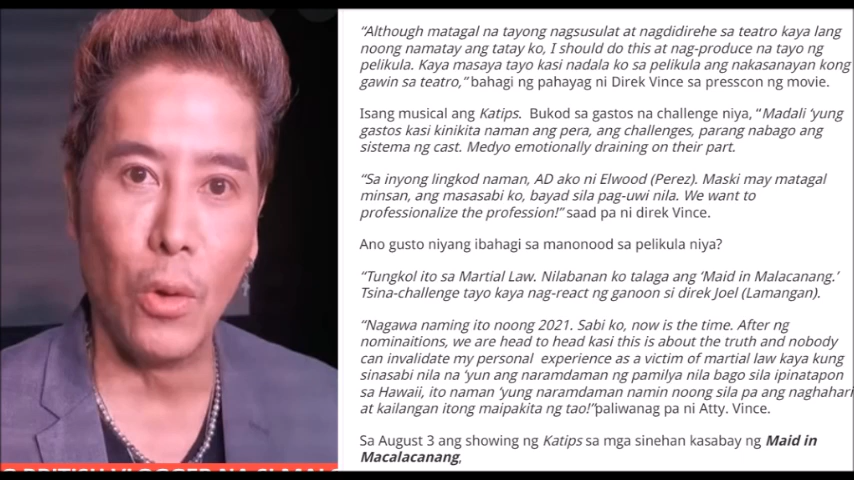 “Although matagal na tayong nagsusulat at nagdidirehe sa teatro kaya lang
noong namatay ang tatay ko, I should do this at nag-produce na tayo ng
pelikula. Kaya masaya tayo kasi nadala ko sa pelikula ang nakasanayan kong
gawin sa teatro,” bahagi ng pahayag ni Direk Vince sa presscon ng movie.
Isang musical ang Katips. Bukod sa gastos na challenge niya, “Madali ‘yung
gastos kasi kinikita naman ang pera, ang challenges, parang nabago ang
sistema ng cast. Medyo emotionally draining on their part.
“Sa inyong lingkod naman, AD ako ni Elwood (Perez). Maski may matagal
minsan, ang masasabi ko, bayad sila pag-uwi nila. We want to
professionalize the profession!” saad pa ni direk Vince.
Ano gusto niyang ibahagi sa manonood sa pelikula niya?
“Tungkol ito sa Martial Law. Nilabanan ko talaga ang ‘Maid in Malacanang.’
Tsina-challenge tayo kaya nag-react ng ganoon si direk Joel (Lamangan).
“Nagawa naming ito noong 2021. Sabi ko, now is the time. After ng
nominaitions, we are head to head kasi this is about the truth and nobody
can invalidate my personal experience as a victim of martial law kaya kung
sinasabi nila na ‘yun ang naramdaman ng pamilya nila bago sila ipinatapon
sa Hawaii, ito naman ‘yung naramdaman namin noong sila pa ang naghahari
at kailangan itong maipakita ng tao!”paliwanag pa ni Atty. Vince.
Sa August 3 ang showing ng Katips sa mga sinehan kasabay ng Maid in
Macalacanang,
BRITISH VLOGGER NA SI